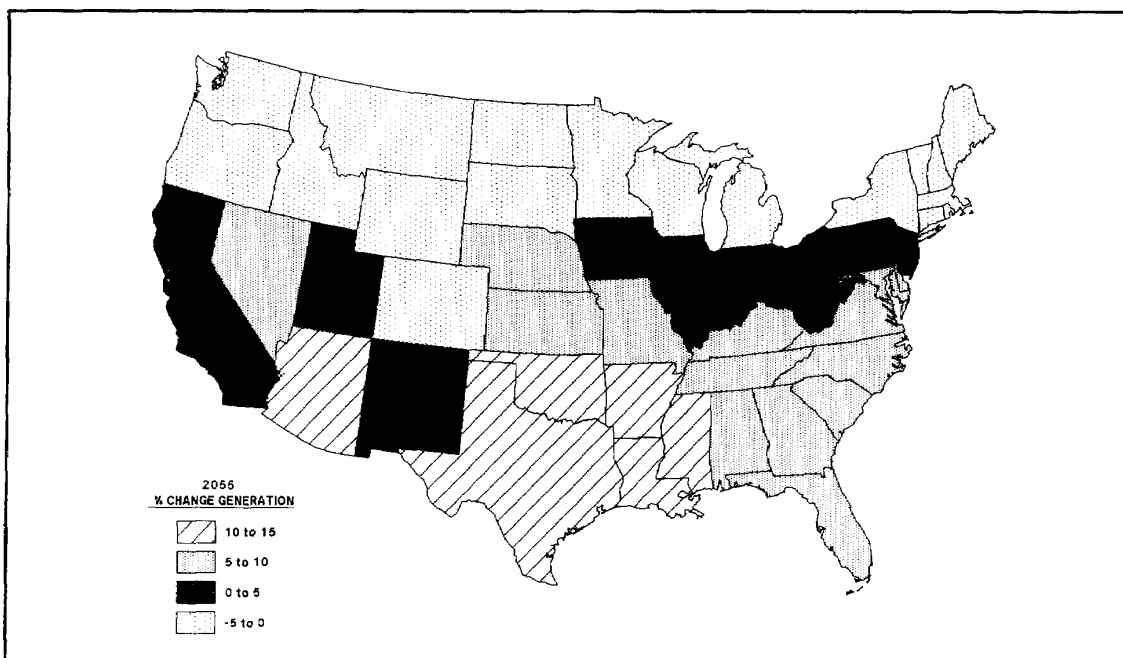 2055
% CHANGE GENERATION
10 to 15
5 to 10
0 to 5
-5 to 0